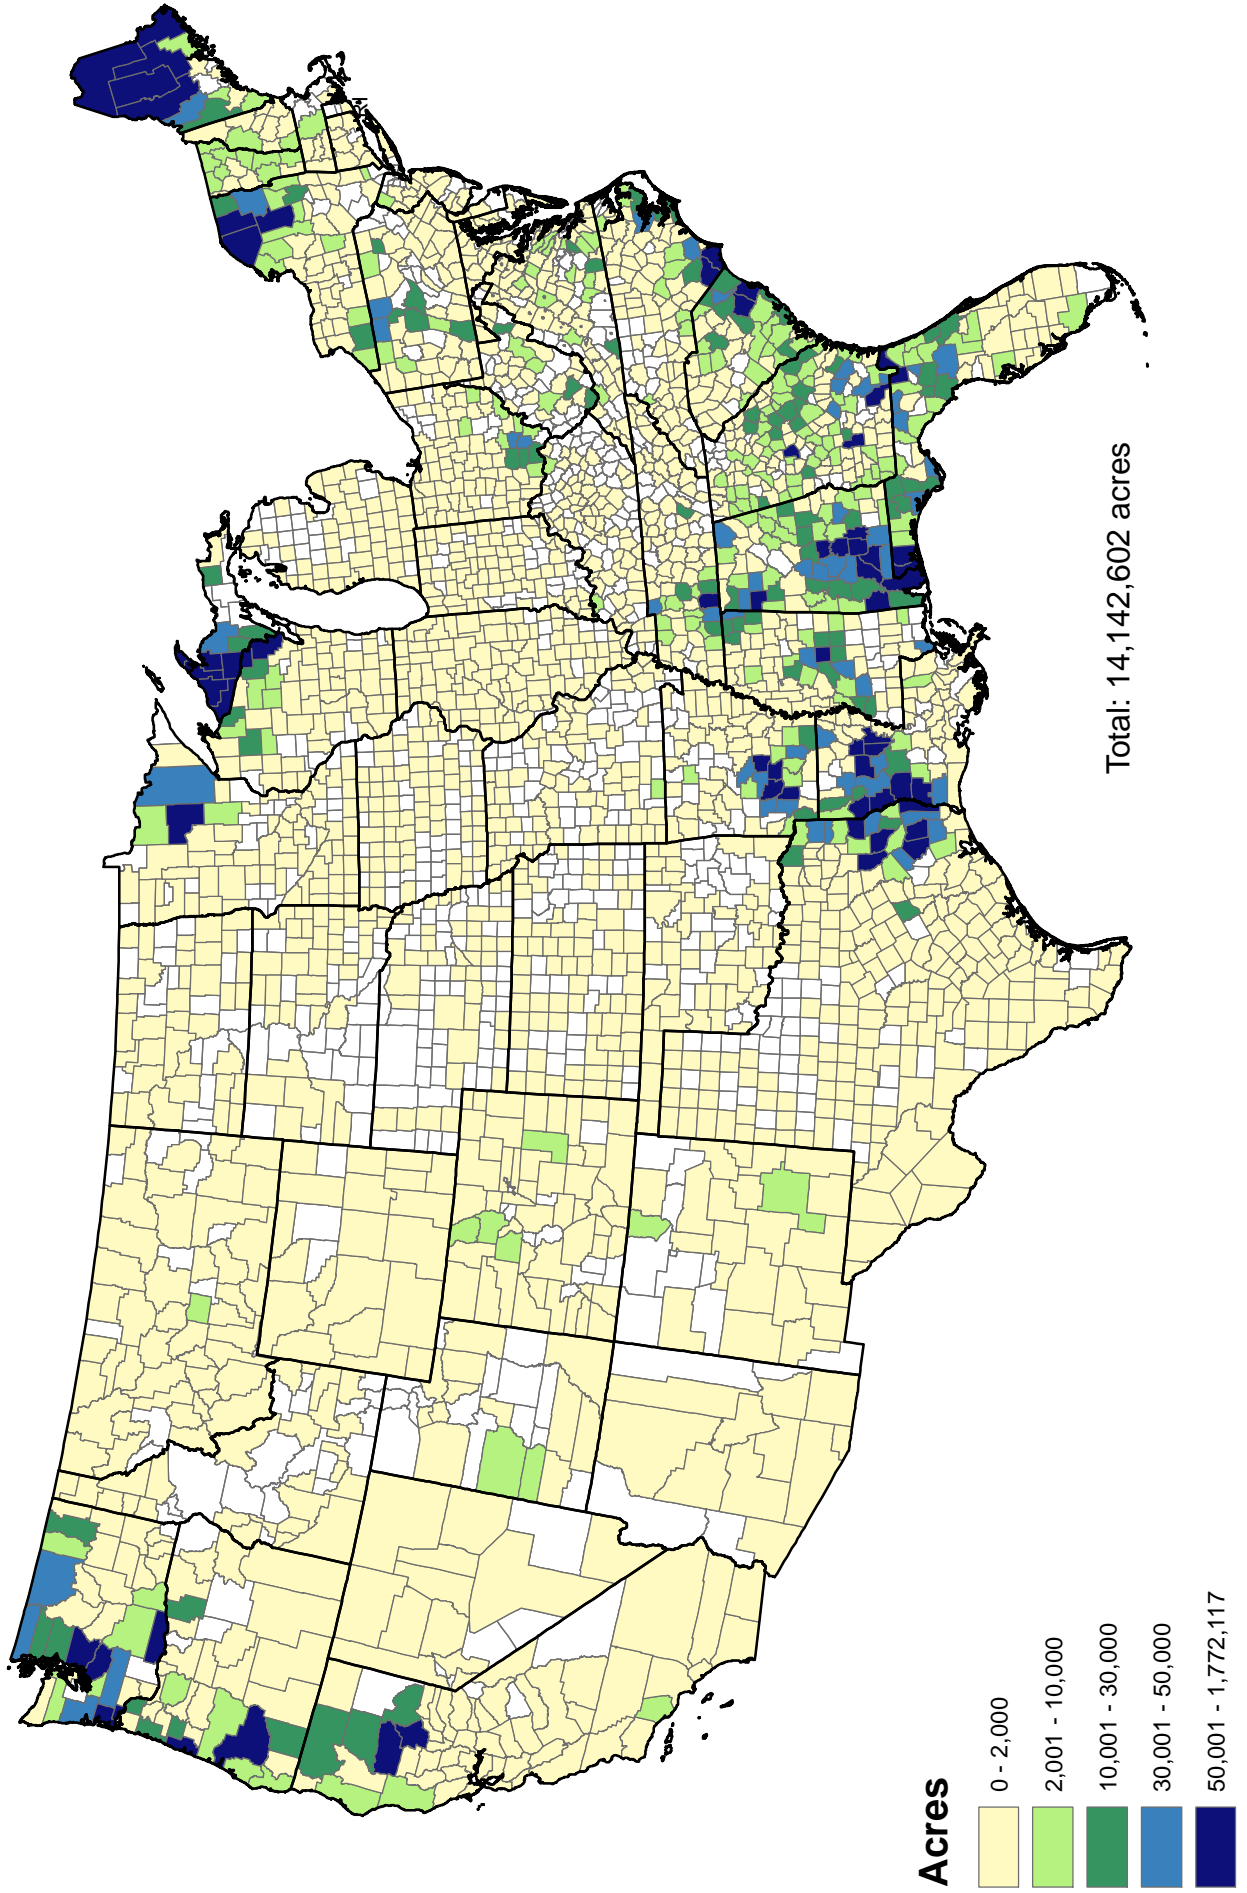 Total: 14,142,602 acres
Acres
0 - 2,000
2,001 - 10,000
10,001 - 30,000
30,001 - 50,000
50,001 - 1,772,117